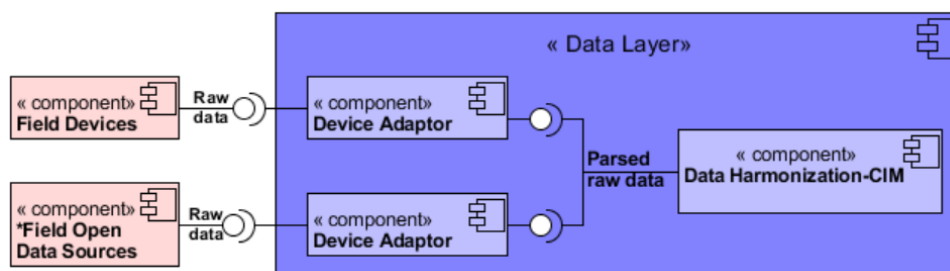 « Data Layer»
« component»
Field Devices
Raw
data
« component»
Device Adaptor
Parsed
raw data
« component»
Data Harmonization-CIM
« component»
*Field Open
Data Sources
Raw
data
« component»
Device Adaptor